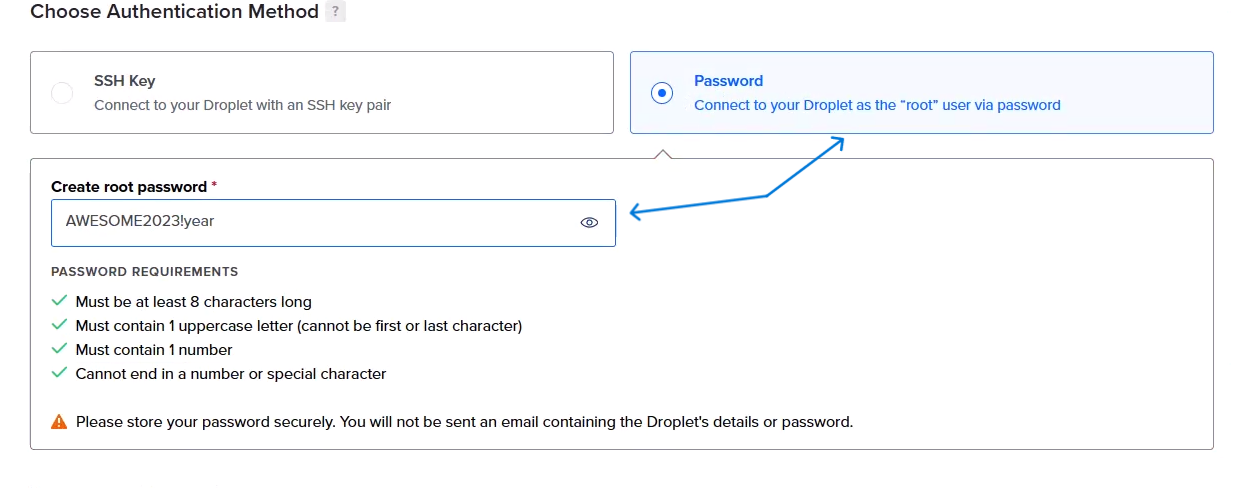 Choose Authentication Method ?
SSH Key
Connect to your Droplet with an SSH key pair
Password
Connect to your Droplet as the “root” user via password
Create root password *
AWESOME2023!year
PASSWORD REQUIREMENTS
Must be at least 8 characters long
Must contain 1 uppercase letter (cannot be first or last character)
Must contain 1 number
Cannot end in a number or special character
Please store your password securely. You will not be sent an email containing the Droplet's details or password.